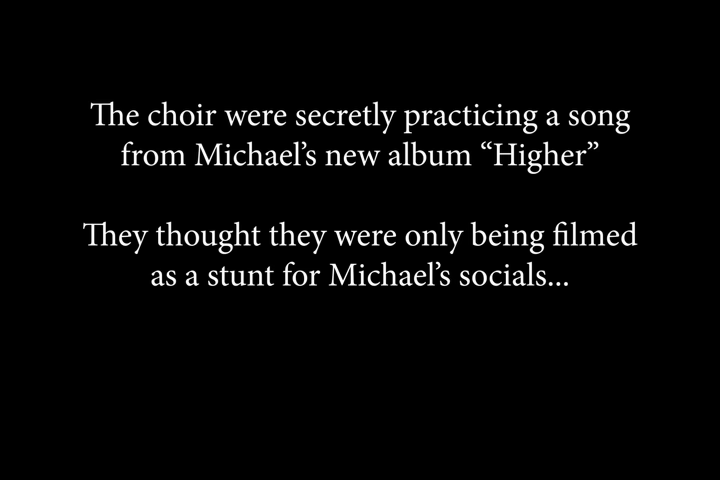 The choir were secretly practicing a song
from Michael’s new album “Higher”
They thought they were only being filmed
as a stunt for Michael’s socials...